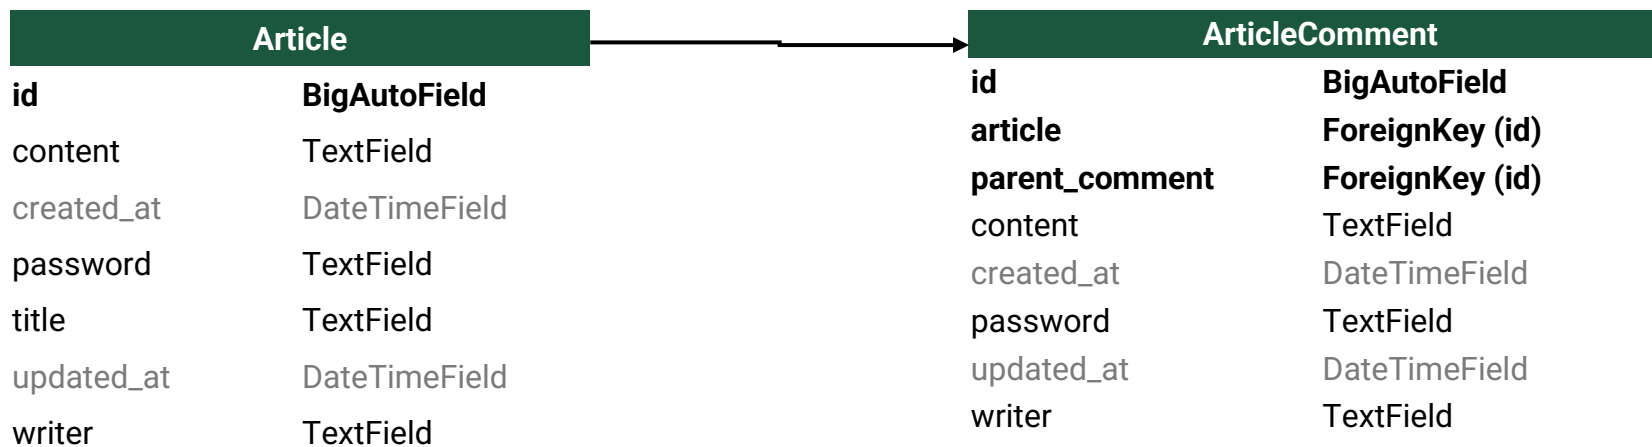 Article
id BigAutoField
content TextField
created_at DateTimeField
password TextField
title TextField
updated_at DateTimeField
writer TextField
ArticleComment
id BigAutoField
article ForeignKey (id)
parent_comment ForeignKey (id)
content TextField
created_at DateTimeField
password TextField
updated_at DateTimeField
writer TextField